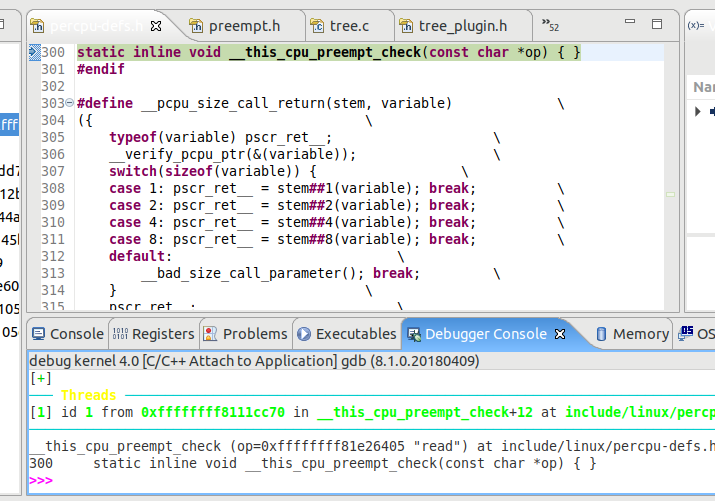 percpu-defs.h preempt.h tree.c tree_plugin.h »52 (x)=
300 static inline void __this_cpu_preempt_check(const char *op) { }
301 #endif
302
303 #define __pcpu_size_call_return(stem, variable) \
304 ({ \
305 typeof(variable) pscr_ret__; \
306 __verify_pcpu_ptr(&(variable)); \
307 switch(sizeof(variable)) { \
308 case 1: pscr_ret__ = stem##1(variable); break; \
309 case 2: pscr_ret__ = stem##2(variable); break; \
310 case 4: pscr_ret__ = stem##4(variable); break; \
311 case 8: pscr_ret__ = stem##8(variable); break; \
312 default: \
313 __bad_size_call_parameter(); break; \
314 } \
315 pscr_ret__; \
fff
dd7
12b
44a
45b
9
e60
105
105
Nan
Console Registers Problems Executables Debugger Console Memory OS
debug kernel 4.0 [C/C++ Attach to Application] gdb (8.1.0.20180409)
[+]
Threads
[1] id 1 from 0xffffffff8111cc70 in __this_cpu_preempt_check+12 at include/linux/percp
__this_cpu_preempt_check (op=0xffffffff81e26405 "read") at include/linux/percpu-defs.h
300 static inline void __this_cpu_preempt_check(const char *op) { }
>>>